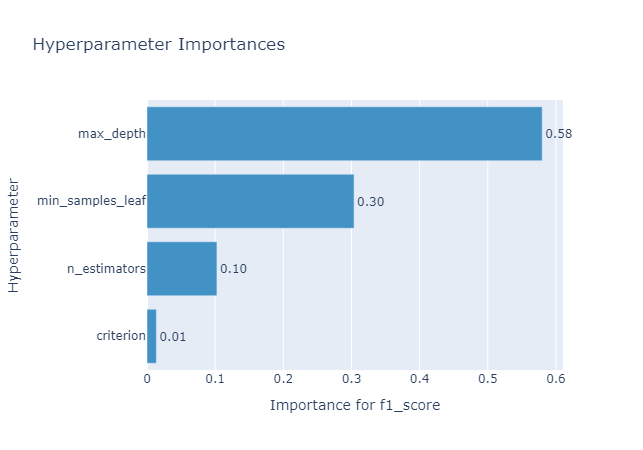 Hyperparameter Importances
Hyperparameter
max_depth
0.58
min_samples_leaf
0.30
n_estimators
0.10
criterion
0.01
0 0.1 0.2 0.3 0.4 0.5 0.6
Importance for f1_score